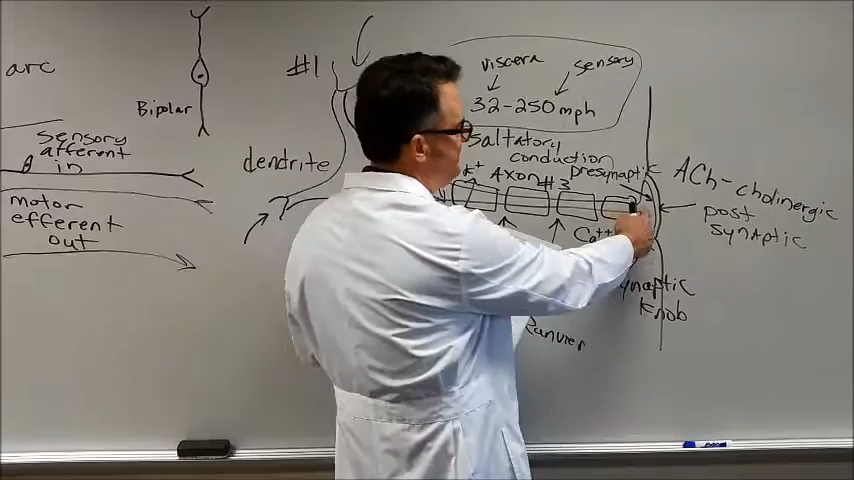 arc
Bipolar
sensory
afferent
in
motor
efferent
out
#1
dendrite
viscera
sensory
32-250 mph
saltatory
conduction
K+ Axon #3
presynaptic
Ca++
ACh-cholinergic
post
synaptic
ynaptic
Knob
Ranvier